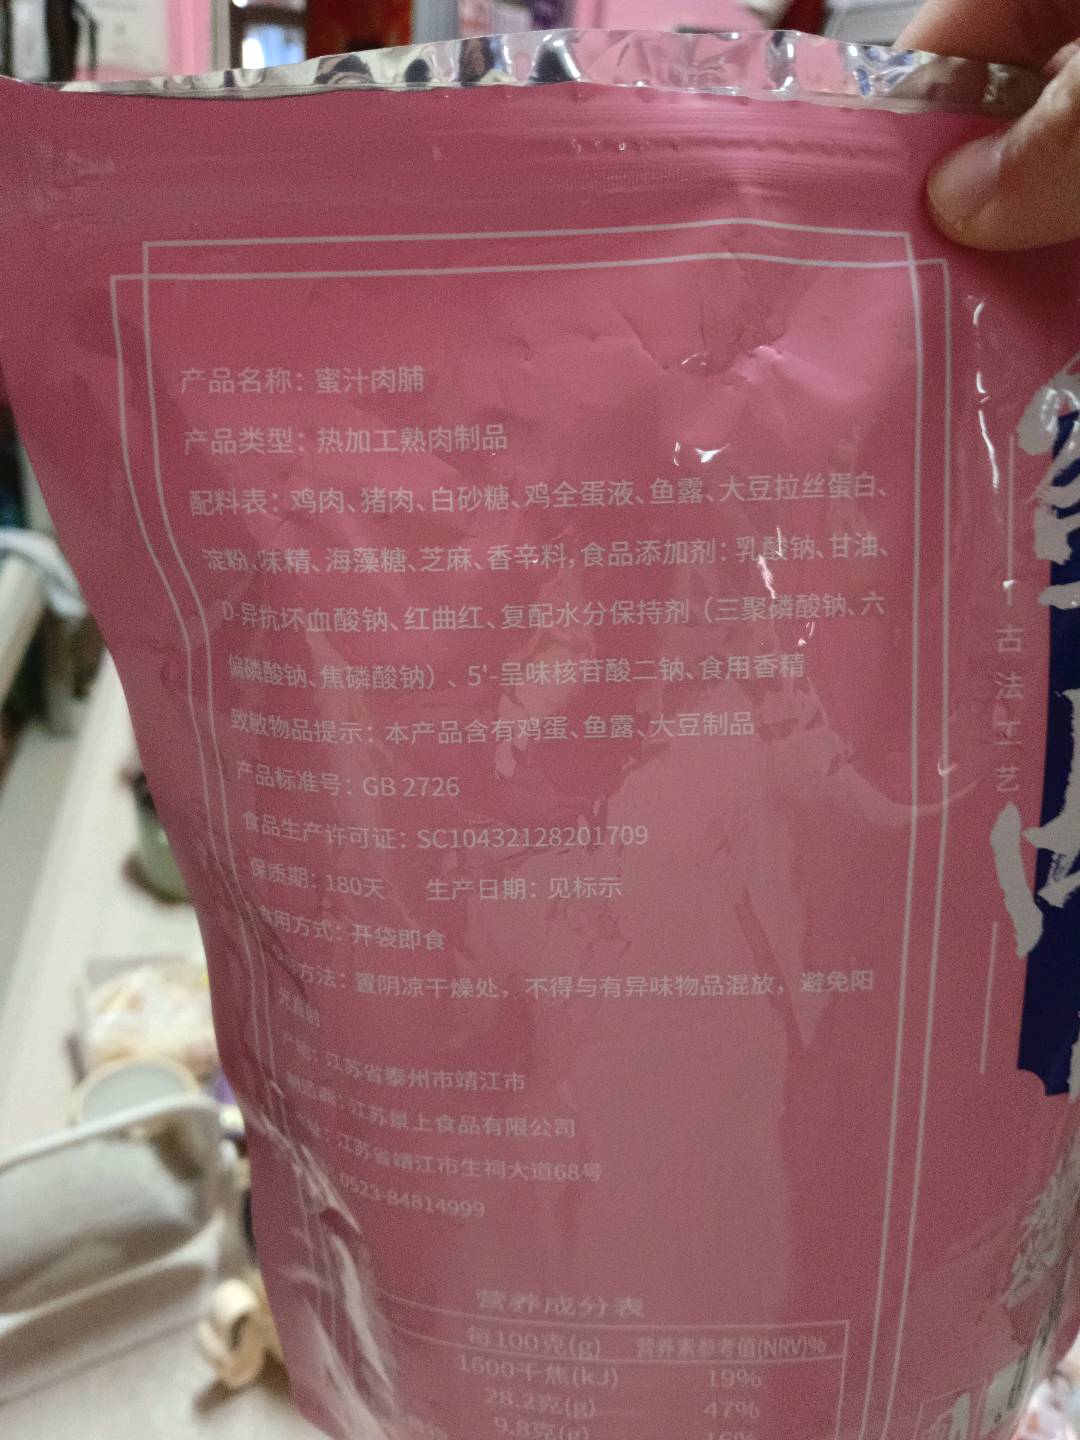 产品名称：蜜汁肉脯
产品类型：热加工熟肉制品
配料表：鸡肉、猪肉、白砂糖、鸡全蛋液、鱼露、大豆拉丝蛋白、
淀粉、味精、海藻糖、芝麻、香辛料，食品添加剂：乳酸钠、甘油、
D-异抗坏血酸钠、红曲红、复配水分保持剂（三聚磷酸钠、六
偏磷酸钠、焦磷酸钠）、5'-呈味核苷酸二钠、食用香精
致敏物品提示：本产品含有鸡蛋、鱼露、大豆制品
产品标准号：GB 2726
食品生产许可证：SC10432128201709
保质期：180天 生产日期：见标示
食用方式：开袋即食
方法：置阴凉干燥处，不得与有异味物品混放，避免阳
光直射
产地：江苏省泰州市靖江市
制造商：江苏景上食品有限公司
址：江苏省靖江市生祠大道68号
0523-84814999
营养成分表
每100克(g) 营养素参考值(NRV)%
1600千焦(kJ) 19%
28.2克(g) 47%
9.8克(g) 16%
古法工艺